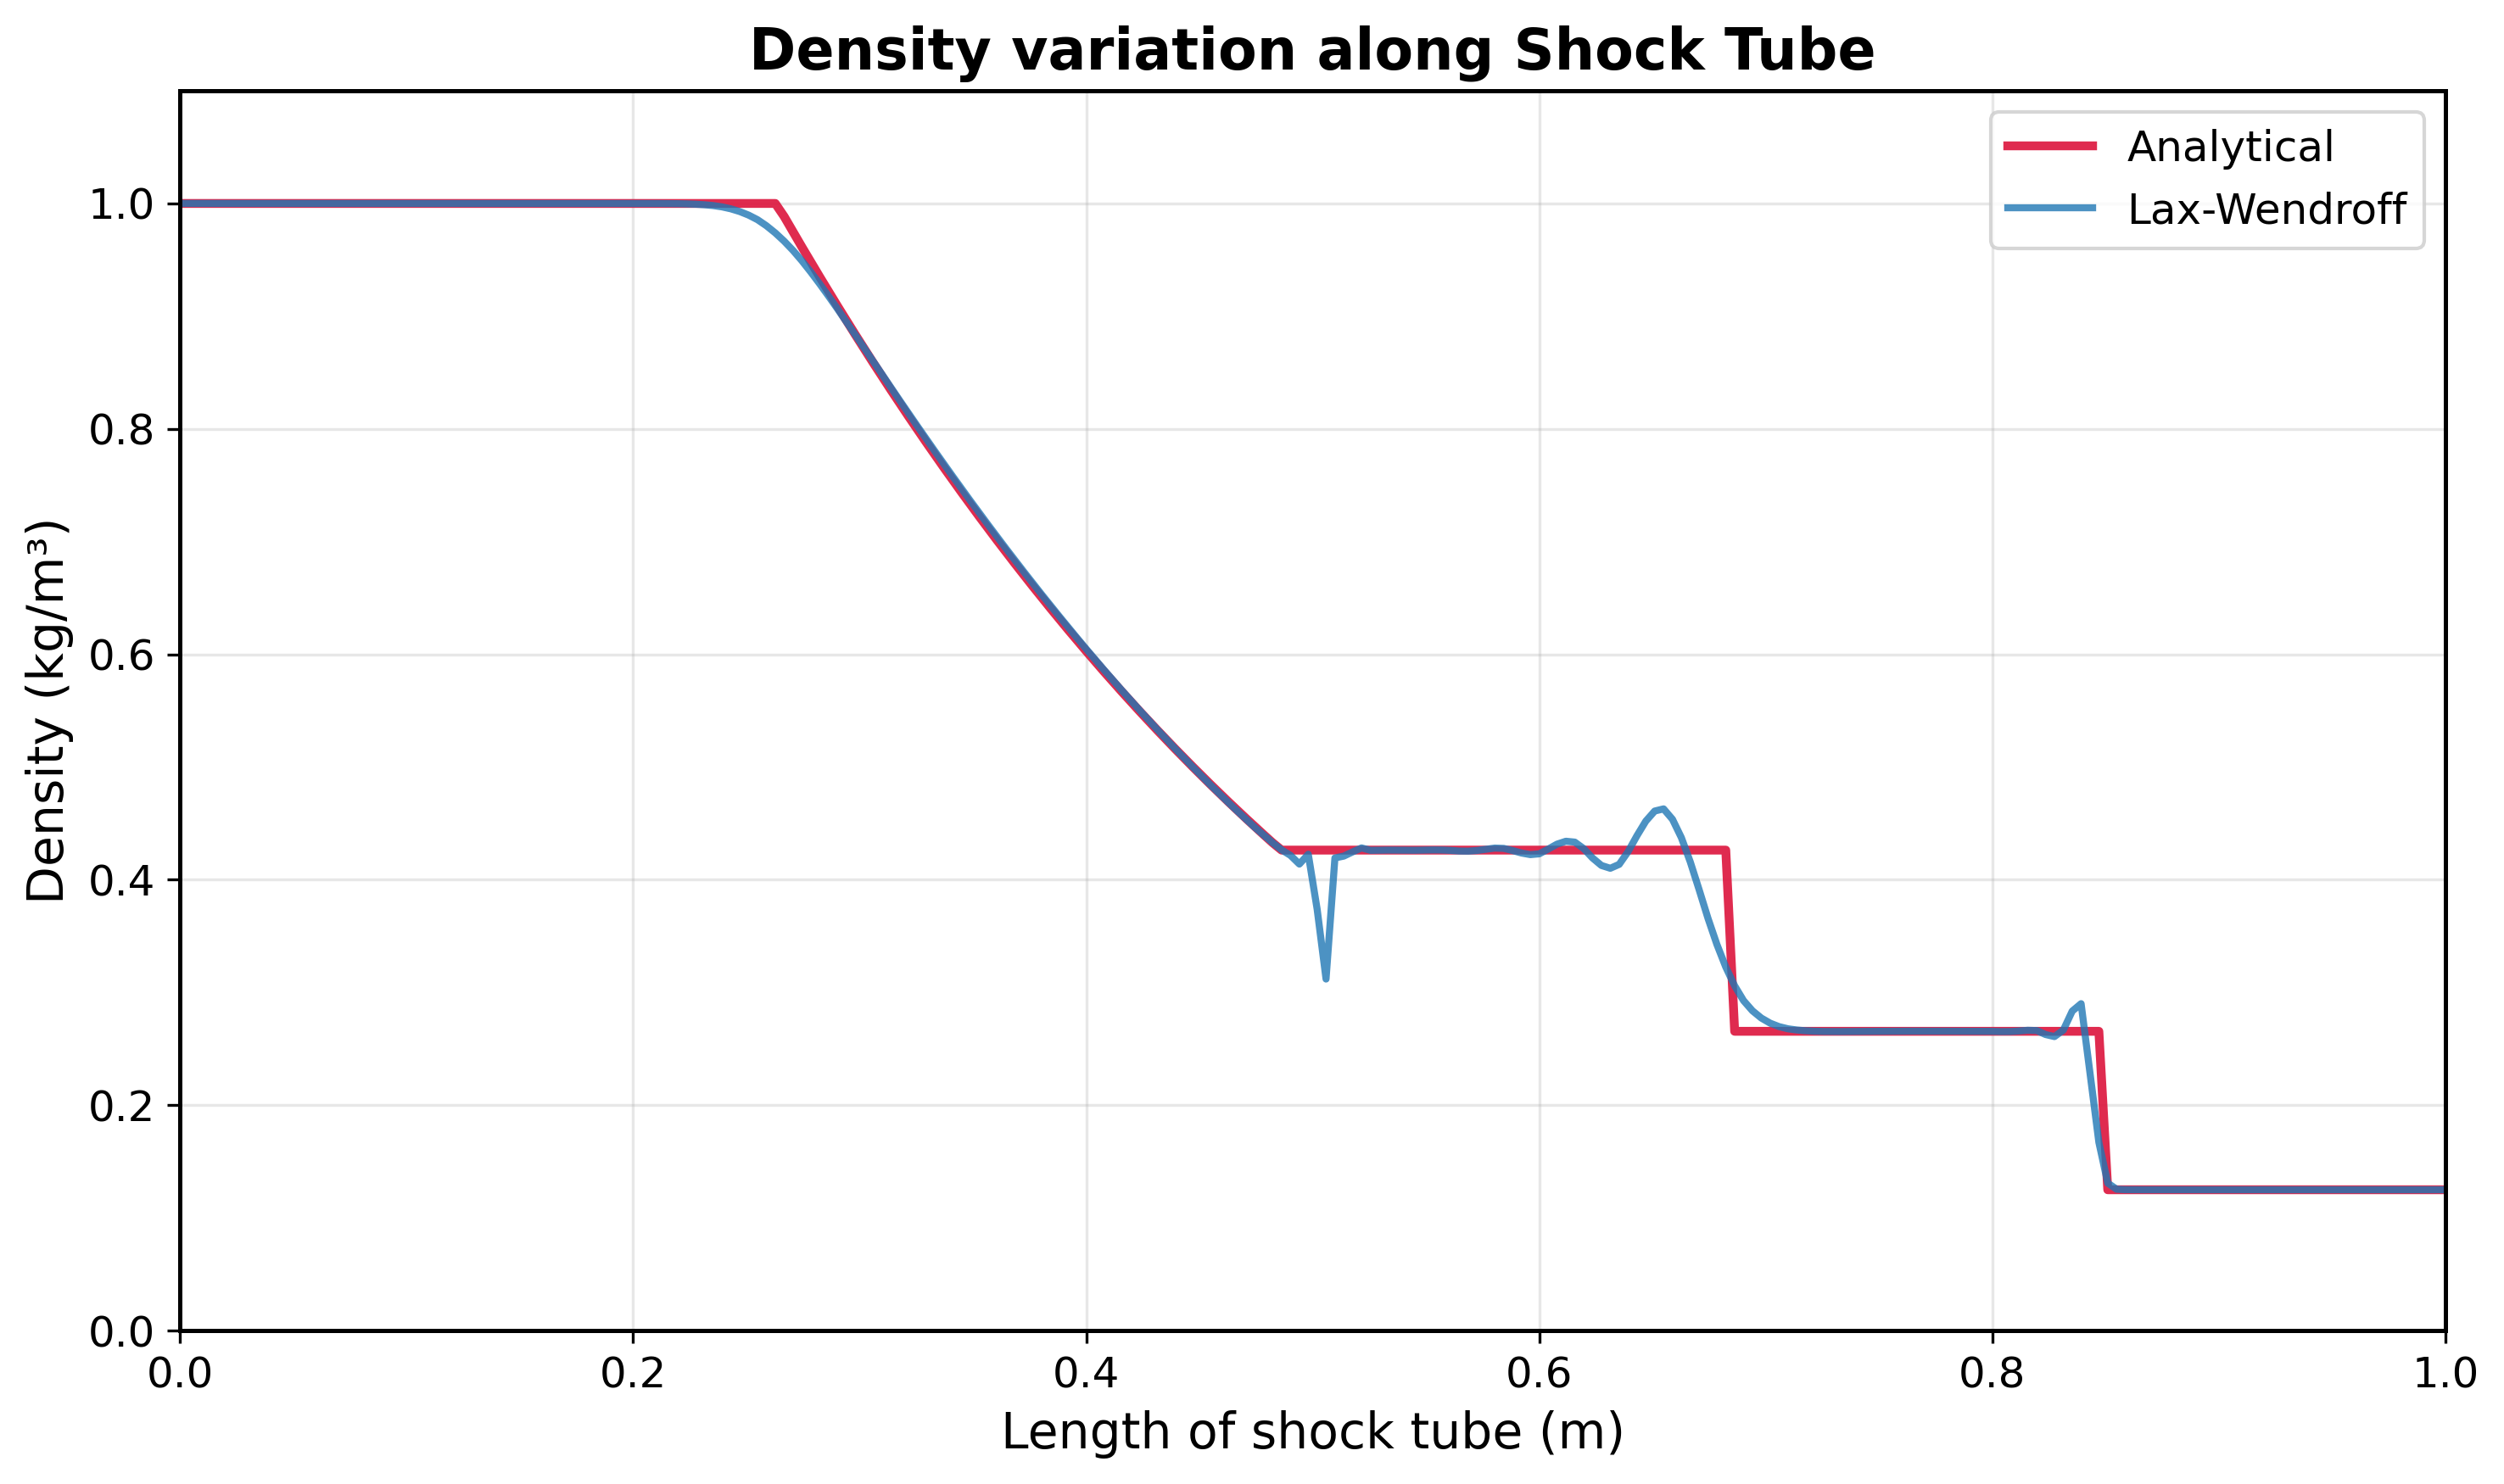 Density variation along Shock Tube
Analytical
Lax-Wendroff
Density (kg/m³)
1.0
0.8
0.6
0.4
0.2
0.0
0.0 0.2 0.4 0.6 0.8 1.0
Length of shock tube (m)